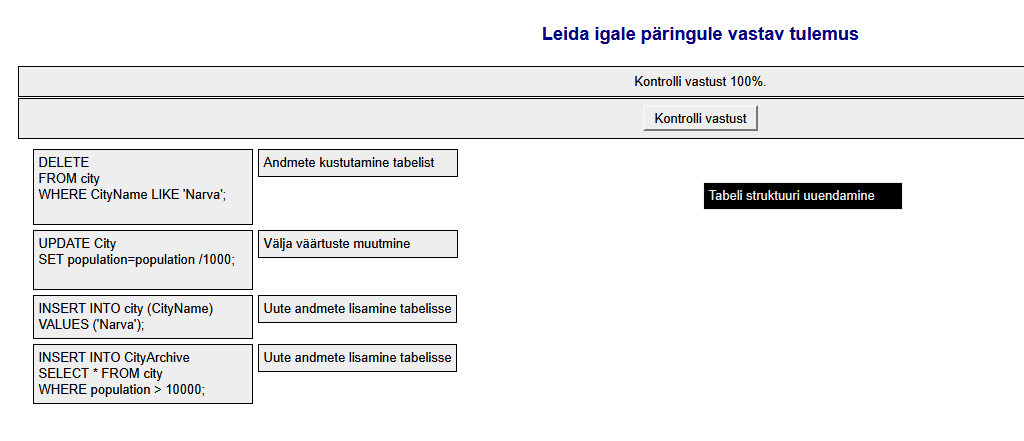 Leida igale päringule vastav tulemus
Kontrolli vastust 100%.
Kontrolli vastust
DELETE
FROM city
WHERE CityName LIKE 'Narva';
Andmete kustutamine tabelist
Tabeli struktuuri uuendamine
UPDATE City
SET population=population /1000;
Välja väärtuste muutmine
INSERT INTO city (CityName)
VALUES ('Narva');
Uute andmete lisamine tabelisse
INSERT INTO CityArchive
SELECT * FROM city
WHERE population > 10000;
Uute andmete lisamine tabelisse